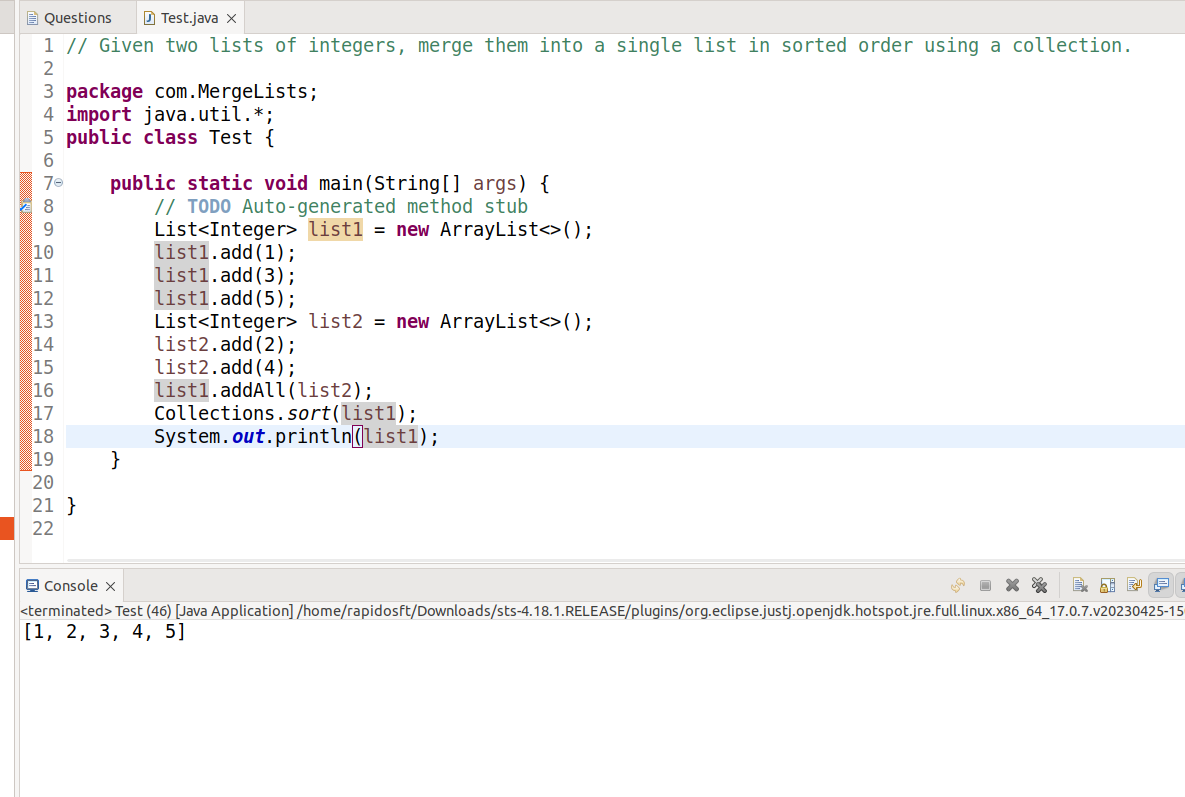 Questions
Test.java
1 // Given two lists of integers, merge them into a single list in sorted order using a collection.
2
3 package com.MergeLists;
4 import java.util.*;
5 public class Test {
6
7     public static void main(String[] args) {
8         // TODO Auto-generated method stub
9         List<Integer> list1 = new ArrayList<>();
10         list1.add(1);
11         list1.add(3);
12         list1.add(5);
13         List<Integer> list2 = new ArrayList<>();
14         list2.add(2);
15         list2.add(4);
16         list1.addAll(list2);
17         Collections.sort(list1);
18         System.out.println(list1);
19     }
20
21 }
22
Console
<terminated> Test (46) [Java Application] /home/rapidosft/Downloads/sts-4.18.1.RELEASE/plugins/org.eclipse.justj.openjdk.hotspot.jre.full.linux.x86_64_17.0.7.v20230425-15
[1, 2, 3, 4, 5]